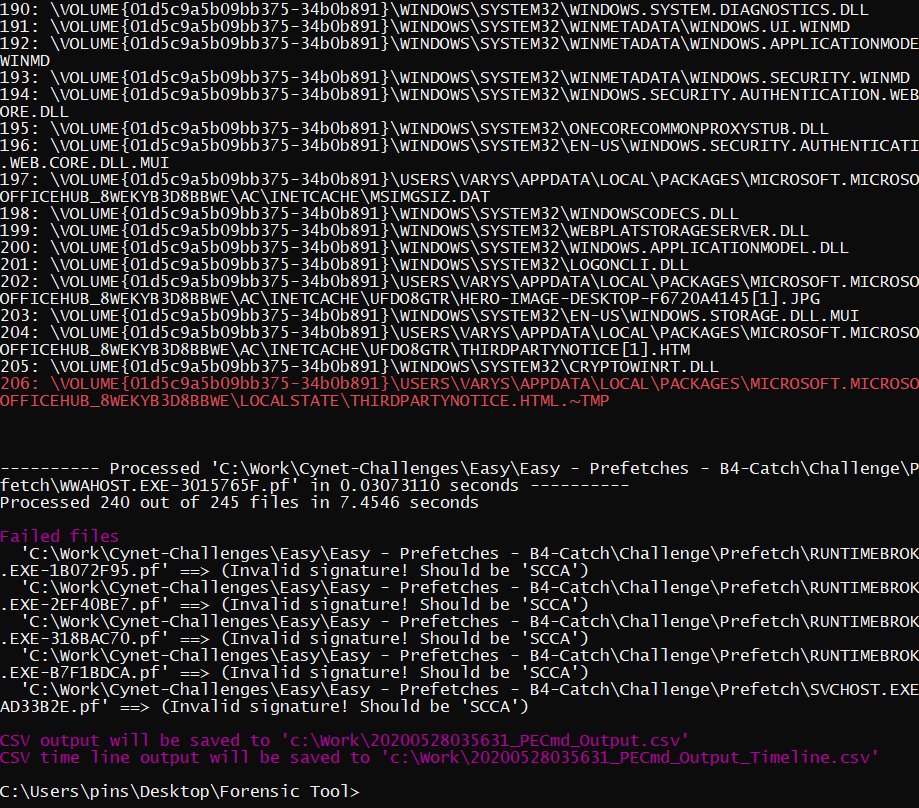 190: \VOLUME{01d5c9a5b09bb375-34b0b891}\WINDOWS\SYSTEM32\WINDOWS.SYSTEM.DIAGNOSTICS.DLL
191: \VOLUME{01d5c9a5b09bb375-34b0b891}\WINDOWS\SYSTEM32\WINMETADATA\WINDOWS.UI.WINMD
192: \VOLUME{01d5c9a5b09bb375-34b0b891}\WINDOWS\SYSTEM32\WINMETADATA\WINDOWS.APPLICATIONMODE
WINMD
193: \VOLUME{01d5c9a5b09bb375-34b0b891}\WINDOWS\SYSTEM32\WINMETADATA\WINDOWS.SECURITY.WINMD
194: \VOLUME{01d5c9a5b09bb375-34b0b891}\WINDOWS\SYSTEM32\WINDOWS.SECURITY.AUTHENTICATION.WEB
ORE.DLL
195: \VOLUME{01d5c9a5b09bb375-34b0b891}\WINDOWS\SYSTEM32\ONECORECOMMONPROXYSTUB.DLL
196: \VOLUME{01d5c9a5b09bb375-34b0b891}\WINDOWS\SYSTEM32\EN-US\WINDOWS.SECURITY.AUTHENTICATI
.WEB.CORE.DLL.MUI
197: \VOLUME{01d5c9a5b09bb375-34b0b891}\USERS\VARYS\APPDATA\LOCAL\PACKAGES\MICROSOFT.MICROSO
OFFICEHUB_8WEKYB3D8BBWE\AC\INETCACHE\MSIMGSIZ.DAT
198: \VOLUME{01d5c9a5b09bb375-34b0b891}\WINDOWS\SYSTEM32\WINDOWSCODECS.DLL
199: \VOLUME{01d5c9a5b09bb375-34b0b891}\WINDOWS\SYSTEM32\WEBPLATSTORAGESERVER.DLL
200: \VOLUME{01d5c9a5b09bb375-34b0b891}\WINDOWS\SYSTEM32\WINDOWS.APPLICATIONMODEL.DLL
201: \VOLUME{01d5c9a5b09bb375-34b0b891}\WINDOWS\SYSTEM32\LOGONCLI.DLL
202: \VOLUME{01d5c9a5b09bb375-34b0b891}\USERS\VARYS\APPDATA\LOCAL\PACKAGES\MICROSOFT.MICROSO
OFFICEHUB_8WEKYB3D8BBWE\AC\INETCACHE\UFDO8GTR\HERO-IMAGE-DESKTOP-F6720A4145[1].JPG
203: \VOLUME{01d5c9a5b09bb375-34b0b891}\WINDOWS\SYSTEM32\EN-US\WINDOWS.STORAGE.DLL.MUI
204: \VOLUME{01d5c9a5b09bb375-34b0b891}\USERS\VARYS\APPDATA\LOCAL\PACKAGES\MICROSOFT.MICROSO
OFFICEHUB_8WEKYB3D8BBWE\AC\INETCACHE\UFDO8GTR\THIRDPARTYNOTICE[1].HTM
205: \VOLUME{01d5c9a5b09bb375-34b0b891}\WINDOWS\SYSTEM32\CRYPTOWINRT.DLL
206: \VOLUME{01d5c9a5b09bb375-34b0b891}\USERS\VARYS\APPDATA\LOCAL\PACKAGES\MICROSOFT.MICROSO
OFFICEHUB_8WEKYB3D8BBWE\LOCALSTATE\THIRDPARTYNOTICE.HTML.~TMP
---------- Processed 'C:\Work\Cynet-Challenges\Easy\Easy - Prefetches - B4-Catch\Challenge\P
fetch\WWAHOST.EXE-3015765F.pf' in 0.03073110 seconds ----------
Processed 240 out of 245 files in 7.4546 seconds
Failed files
'C:\Work\Cynet-Challenges\Easy\Easy - Prefetches - B4-Catch\Challenge\Prefetch\RUNTIMEBROK
.EXE-1B072F95.pf' ==> (Invalid signature! Should be 'SCCA')
'C:\Work\Cynet-Challenges\Easy\Easy - Prefetches - B4-Catch\Challenge\Prefetch\RUNTIMEBROK
.EXE-2EF40BE7.pf' ==> (Invalid signature! Should be 'SCCA')
'C:\Work\Cynet-Challenges\Easy\Easy - Prefetches - B4-Catch\Challenge\Prefetch\RUNTIMEBROK
.EXE-318BAC70.pf' ==> (Invalid signature! Should be 'SCCA')
'C:\Work\Cynet-Challenges\Easy\Easy - Prefetches - B4-Catch\Challenge\Prefetch\RUNTIMEBROK
.EXE-B7F1BDCA.pf' ==> (Invalid signature! Should be 'SCCA')
'C:\Work\Cynet-Challenges\Easy\Easy - Prefetches - B4-Catch\Challenge\Prefetch\SVCHOST.EXE
AD33B2E.pf' ==> (Invalid signature! Should be 'SCCA')
CSV output will be saved to 'c:\Work\20200528035631_PECmd_Output.csv'
CSV time line output will be saved to 'c:\Work\20200528035631_PECmd_Output_Timeline.csv'
C:\Users\pins\Desktop\Forensic Tool>